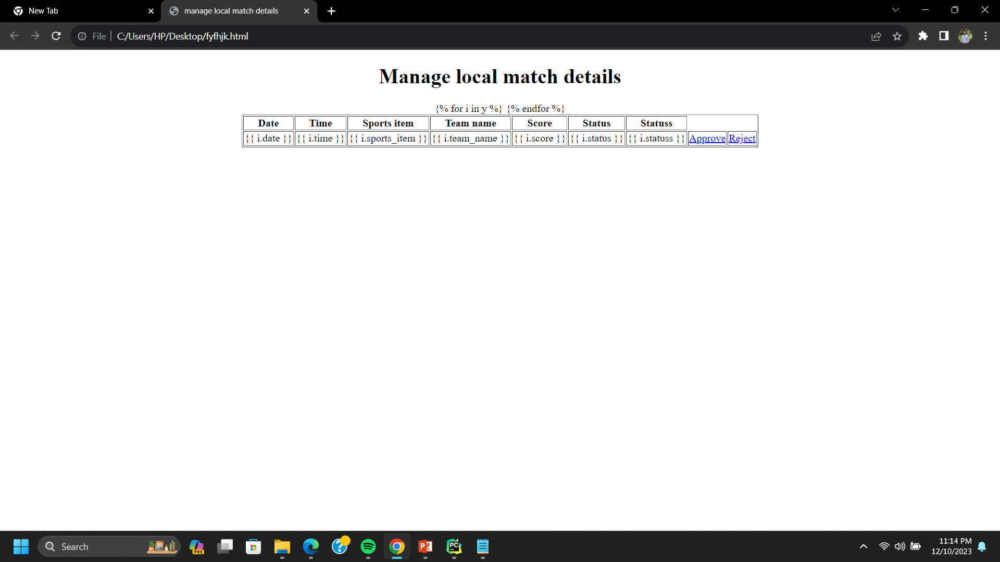 New Tab
manage local match details
File
C:/Users/HP/Desktop/fyfhjk.html
Manage local match details
{% for i in y %} {% endfor %}
Date Time Sports item Team name Score Status Statuss
{{ i.date }} {{ i.time }} {{ i.sports_item }} {{ i.team_name }} {{ i.score }} {{ i.status }} {{ i.statuss }} Approve Reject
Search
PRE
PC
11:14 PM
12/10/2023